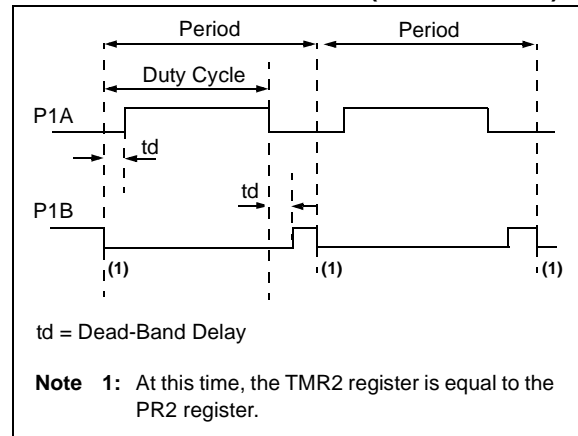 Period Period
Duty Cycle
P1A
td
td
P1B
(1) (1) (1)
td = Dead-Band Delay
Note 1: At this time, the TMR2 register is equal to the
PR2 register.